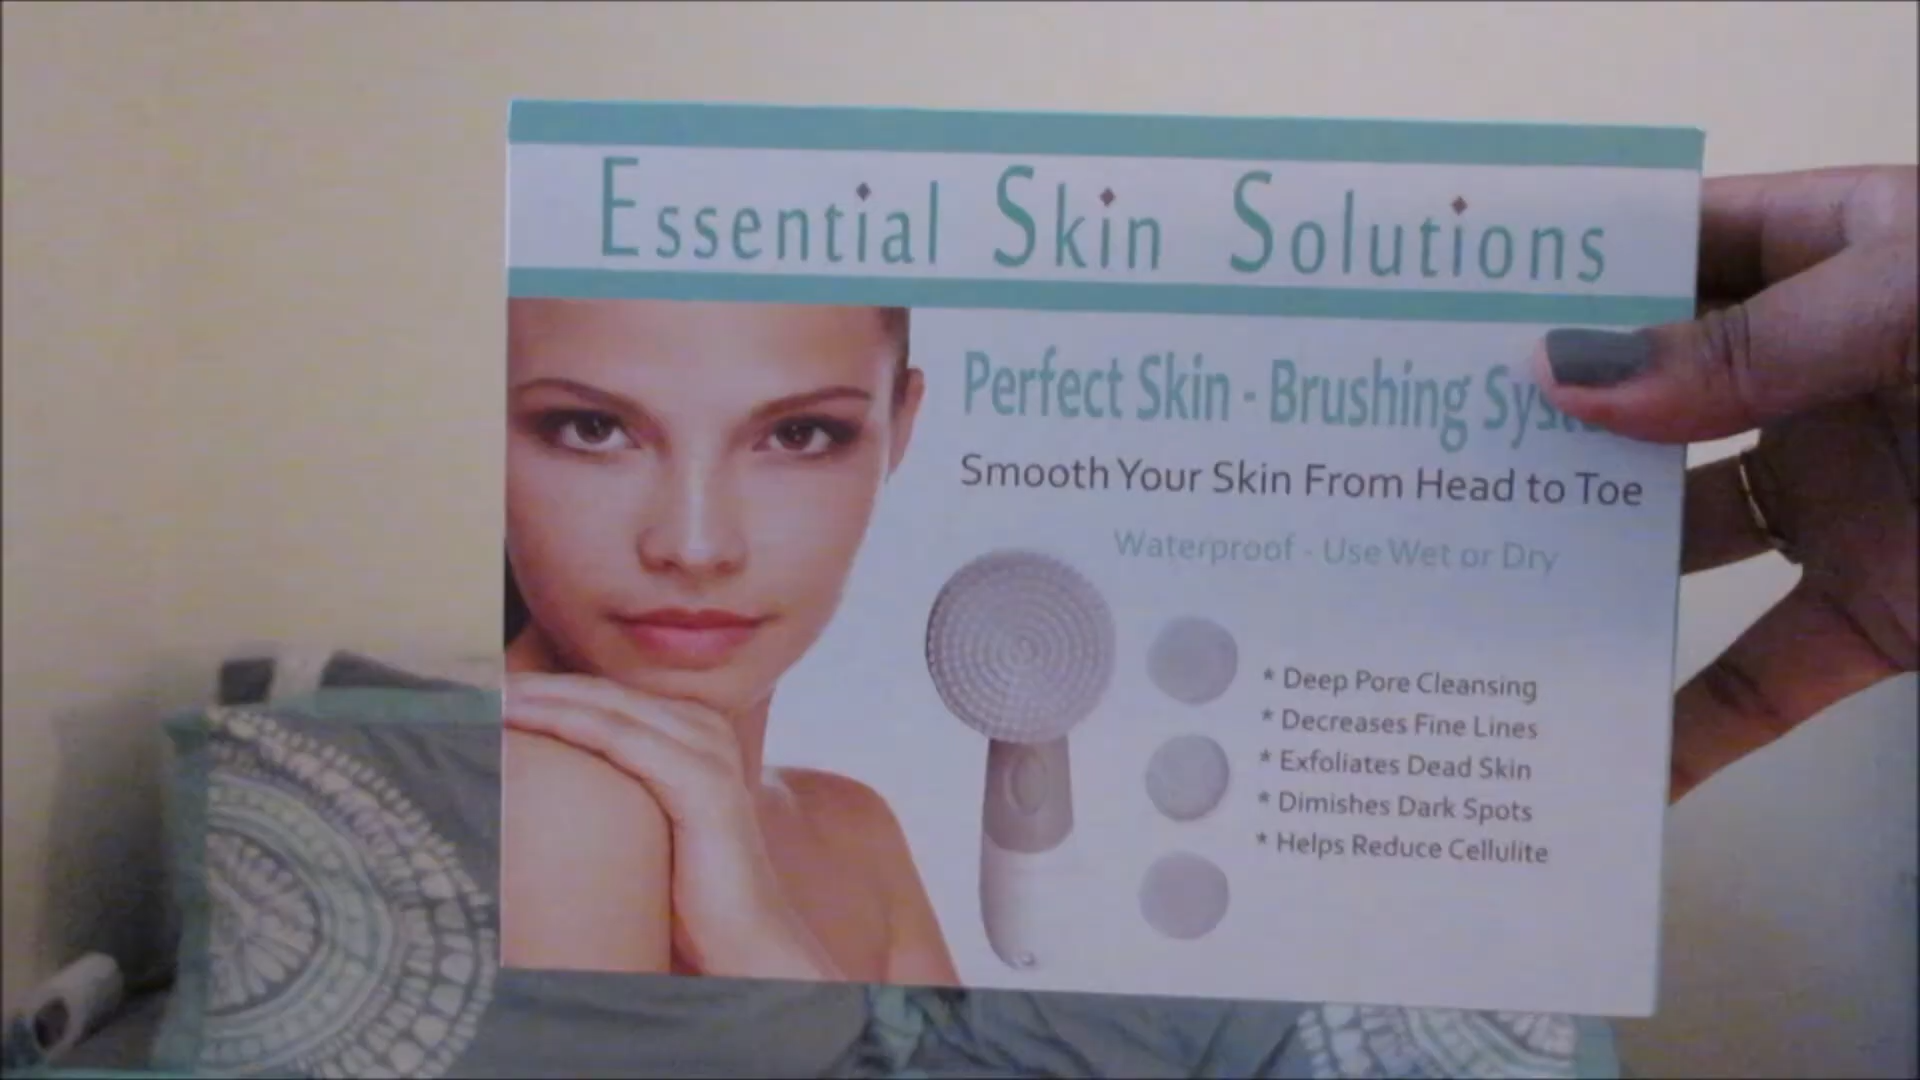 Essential Skin Solutions
Perfect Skin - Brushing
Smooth Your Skin From Head to Toe
Waterproof - Use Wet or Dry
* Deep Pore Cleansing
* Decreases Fine Lines
* Exfoliates Dead Skin
* Dimishes Dark Spots
* Helps Reduce Cellulite